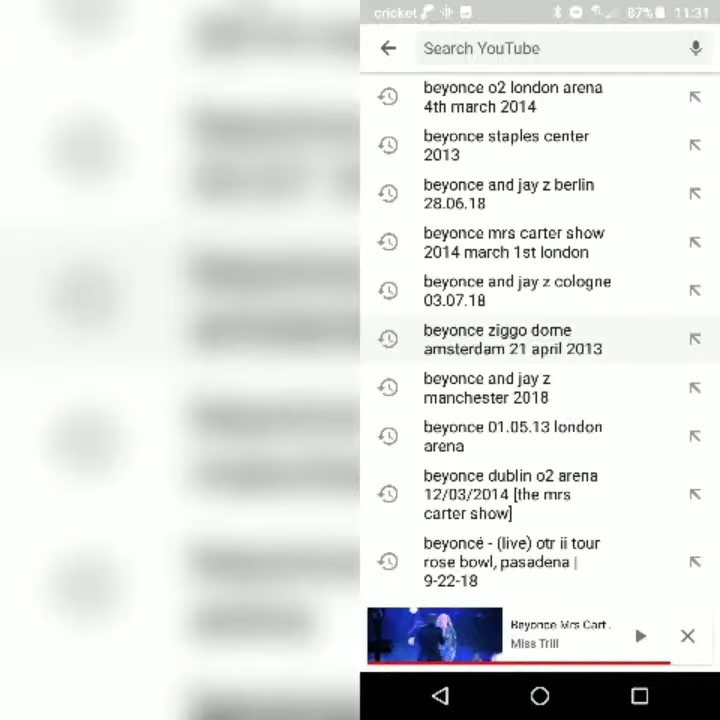 cricket 87% 11:31
Search YouTube
beyonce o2 london arena
4th march 2014
beyonce staples center
2013
beyonce and jay z berlin
28.06.18
beyonce mrs carter show
2014 march 1st london
beyonce and jay z cologne
03.07.18
beyonce ziggo dome
amsterdam 21 april 2013
beyonce and jay z
manchester 2018
beyonce 01.05.13 london
arena
beyonce dublin o2 arena
12/03/2014 [the mrs
carter show]
beyoncé - (live) otr ii tour
rose bowl, pasadena |
9-22-18
Beyonce Mrs Cart.
Miss Trill